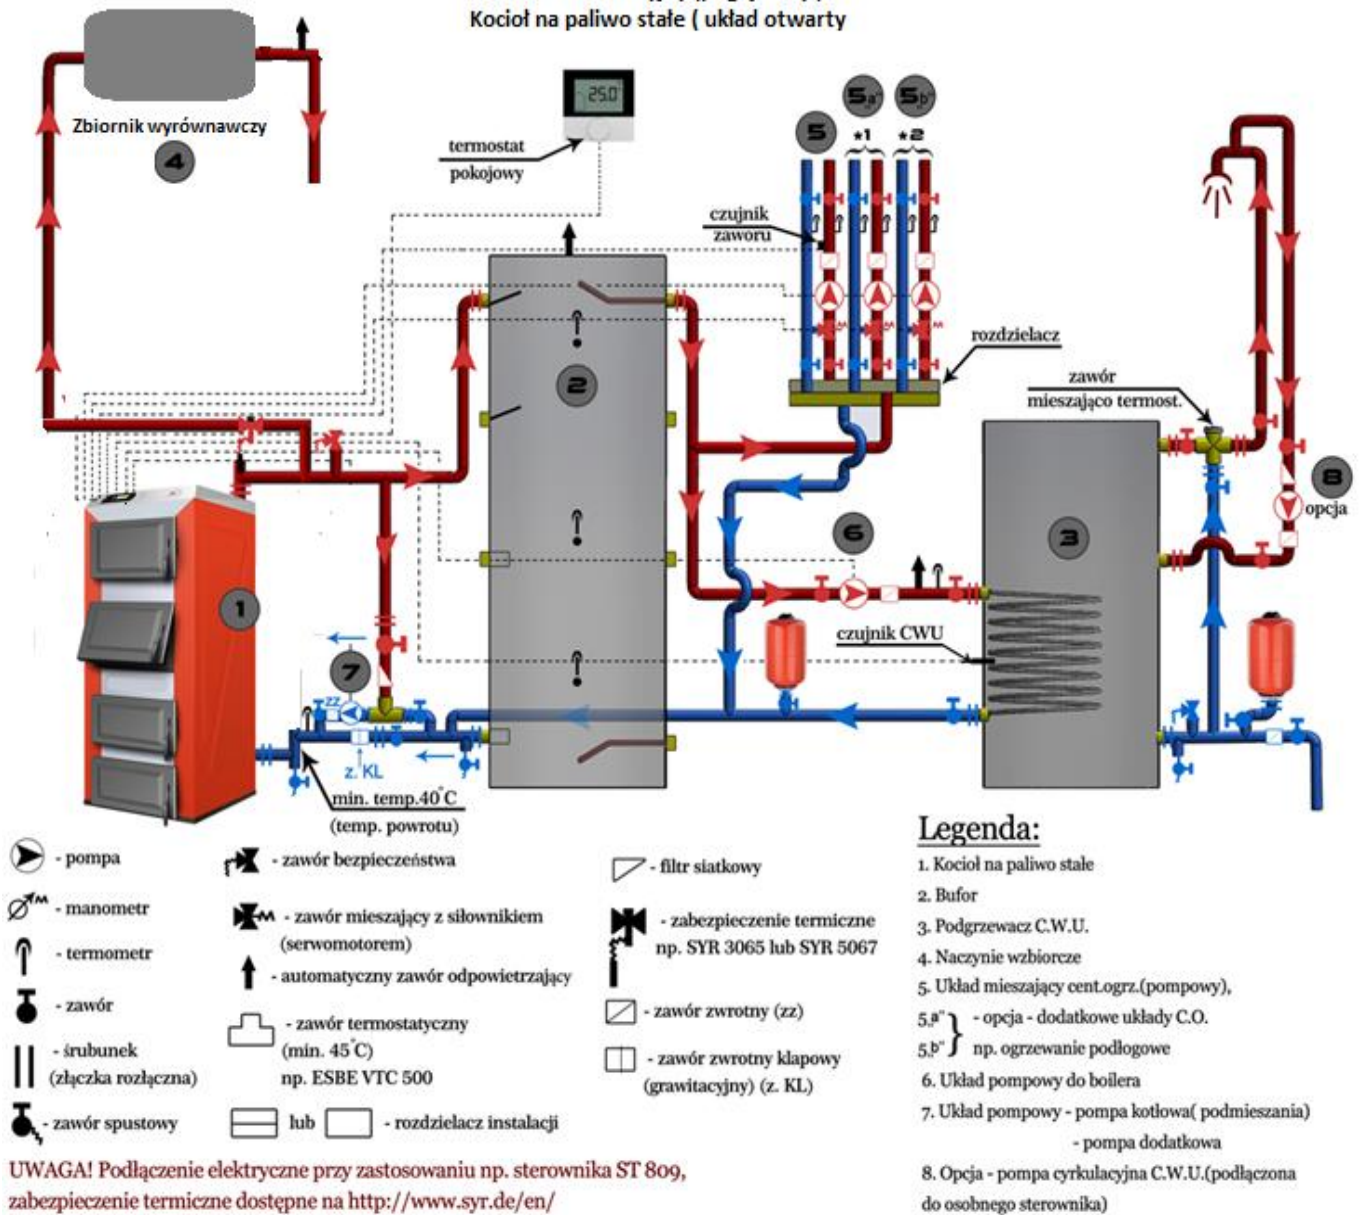 Kocioł na paliwo stałe ( układ otwarty
Zbiornik wyrównawczy
4
25.0
termostat
pokojowy
5
5„a"
5„b"
*1
*2
czujnik
zaworu
rozdzielacz
zawór
mieszająco termost.
2
8
opcja
6
3
1
czujnik CWU
7
zz
z. KL
min. temp.40°C
(temp. powrotu)
- pompa
- manometr
- termometr
- zawór
- śrubunek
(złączka rozłączna)
- zawór spustowy
- zawór bezpieczeństwa
- zawór mieszający z siłownikiem
(serwomotorem)
- automatyczny zawór odpowietrzający
- zawór termostatyczny
(min. 45°C)
np. ESBE VTC 500
lub
- rozdzielacz instalacji
- filtr siatkowy
- zabezpieczenie termiczne
np. SYR 3065 lub SYR 5067
- zawór zwrotny (zz)
- zawór zwrotny klapowy
(grawitacyjny) (z. KL)
Legenda:
1. Kocioł na paliwo stałe
2. Bufor
3. Podgrzewacz C.W.U.
4. Naczynie wzbiorcze
5. Układ mieszający cent.ogrz.(pompowy),
5„a" } - opcja - dodatkowe układy C.O.
5„b" np. ogrzewanie podłogowe
6. Układ pompowy do boilera
7. Układ pompowy - pompa kotłowa( podmieszania)
- pompa dodatkowa
8. Opcja - pompa cyrkulacyjna C.W.U.(podłączona
do osobnego sterownika)
UWAGA! Podłączenie elektryczne przy zastosowaniu np. sterownika ST 809,
zabezpieczenie termiczne dostępne na http://www.syr.de/en/